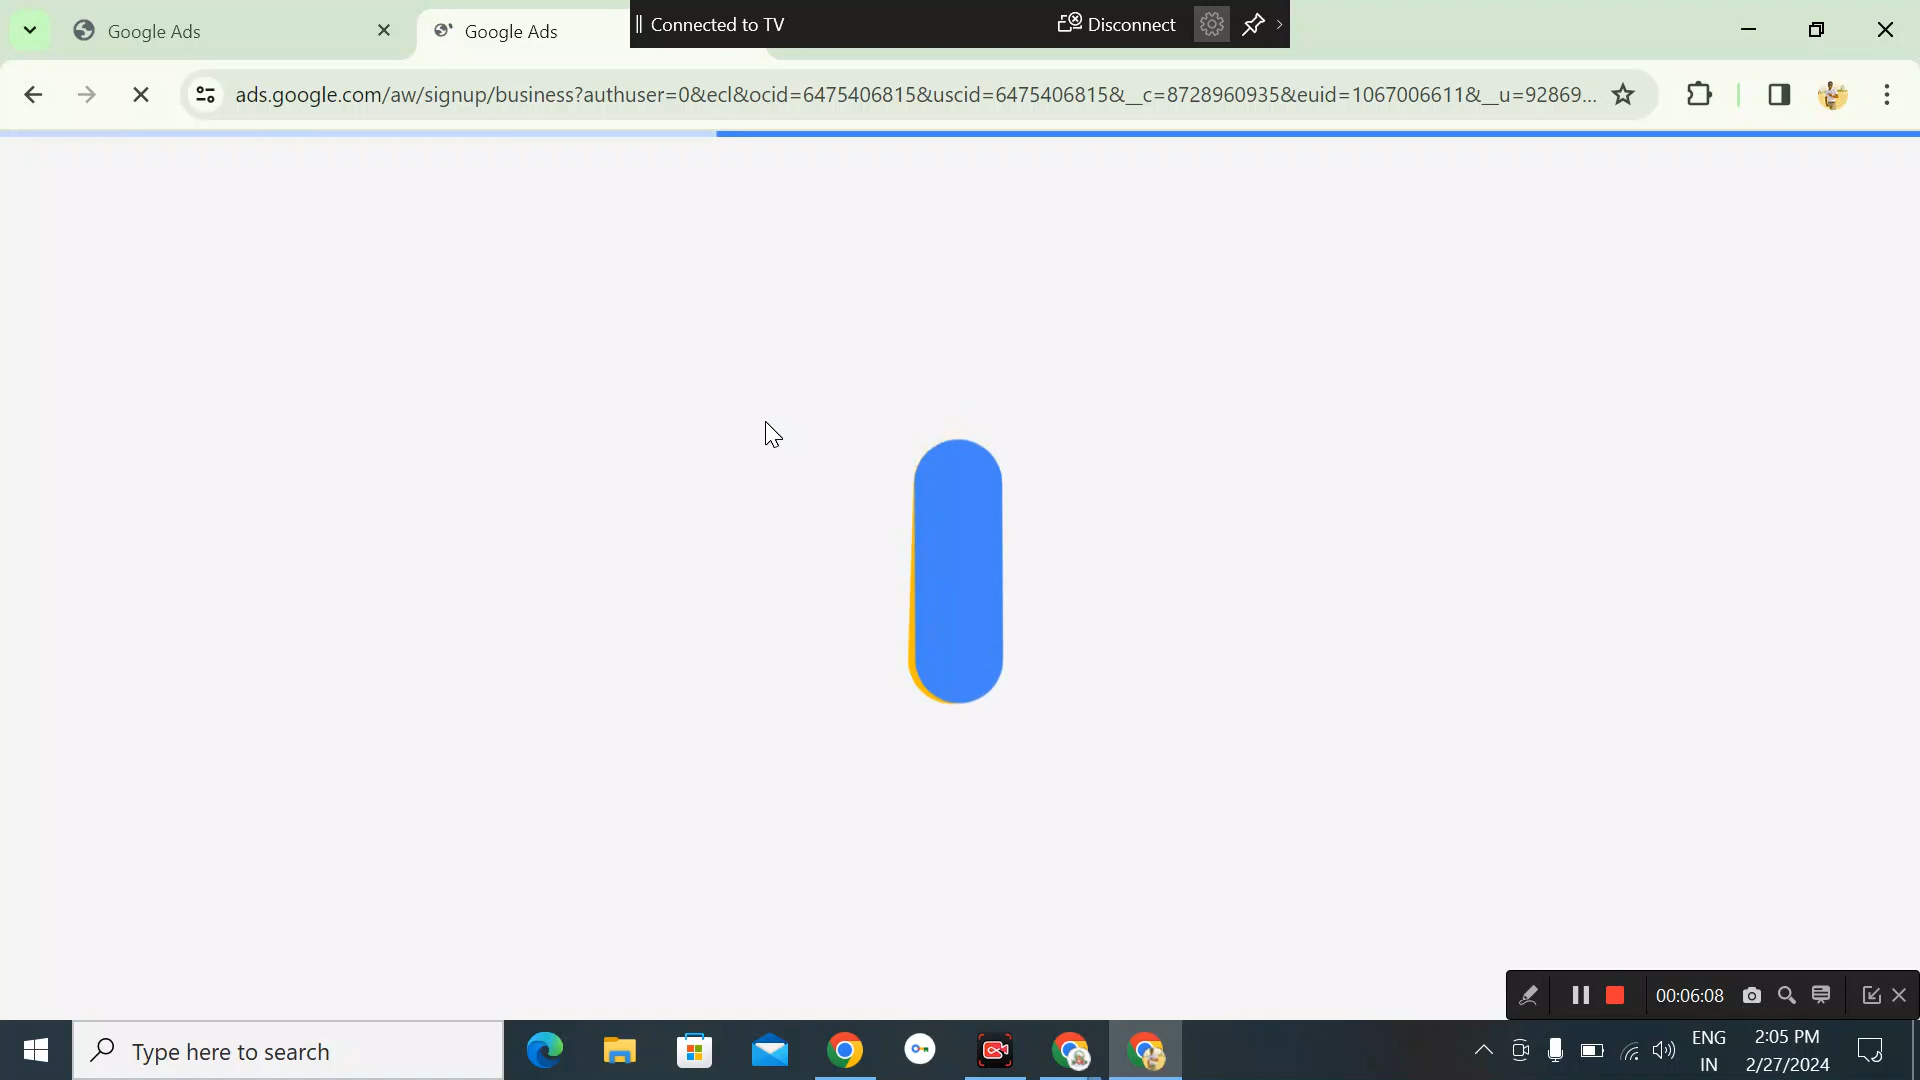 Google Ads
Google Ads
Connected to TV
Disconnect
ads.google.com/aw/signup/business?authuser=0&ecl&ocid=6475406815&uscid=6475406815&__c=8728960935&euid=1067006611&__u=92869...
00:06:08
Type here to search
ENG
IN
2:05 PM
2/27/2024